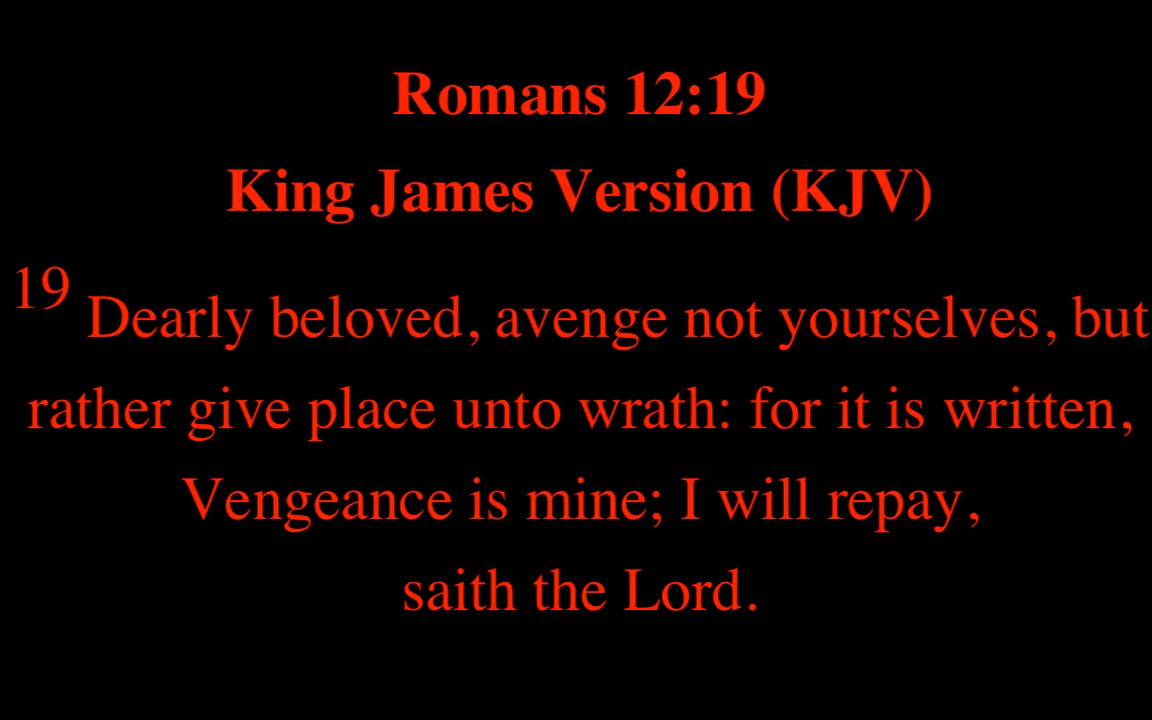 Romans 12:19
King James Version (KJV)
19 Dearly beloved, avenge not yourselves, but
rather give place unto wrath: for it is written,
Vengeance is mine; I will repay,
saith the Lord.